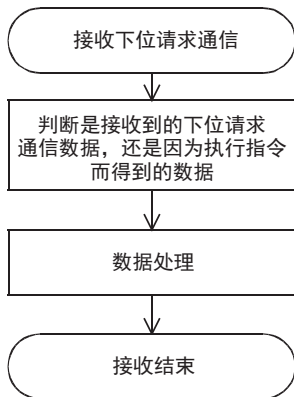 接收下位请求通信
判断是接收到的下位请求
通信数据，还是因为执行指令
而得到的数据
数据处理
接收结束